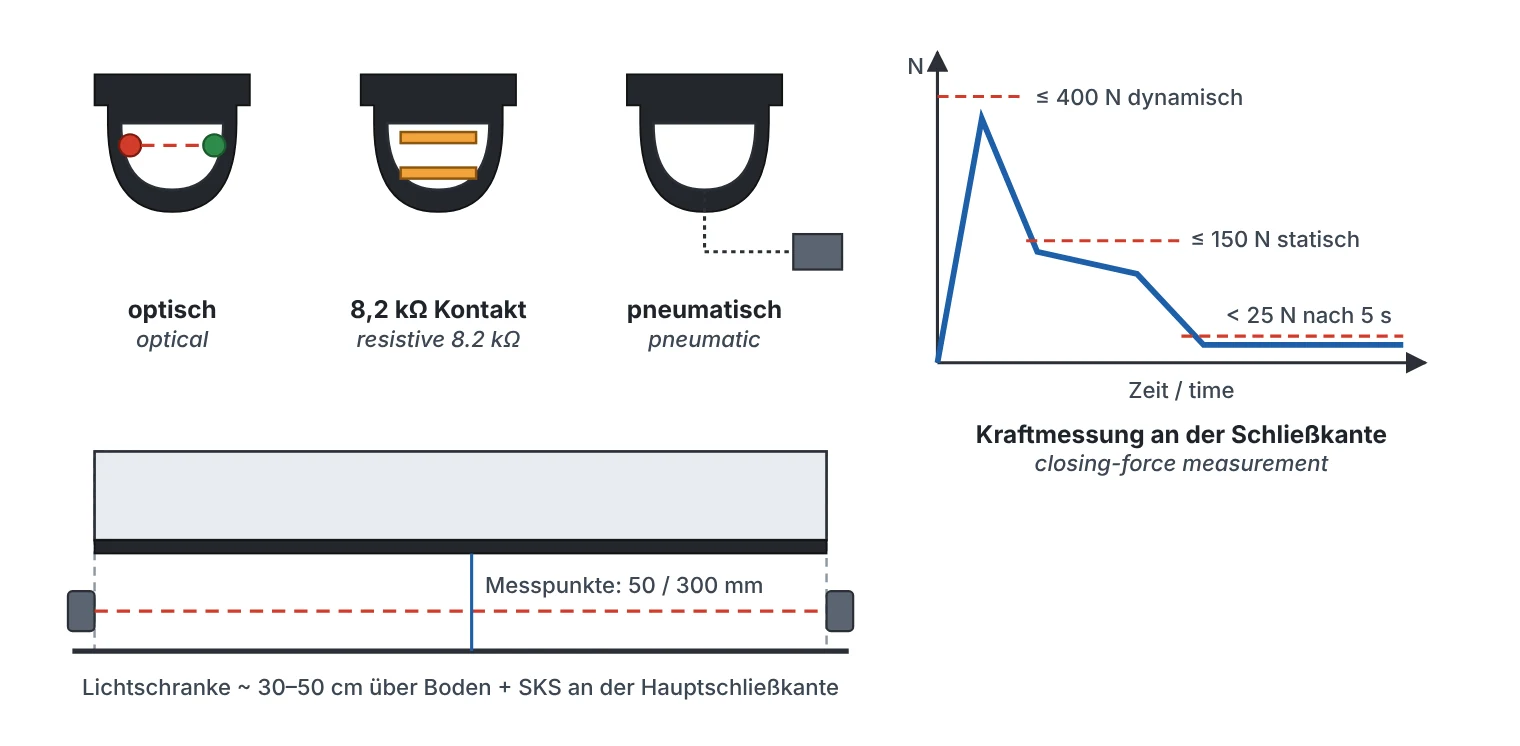 optisch
optical
8,2 kΩ Kontakt
resistive 8.2 kΩ
pneumatisch
pneumatic
N
≤ 400 N dynamisch
≤ 150 N statisch
< 25 N nach 5 s
Zeit / time
Kraftmessung an der Schließkante
closing-force measurement
Messpunkte: 50 / 300 mm
Lichtschranke ~ 30–50 cm über Boden + SKS an der Hauptschließkante